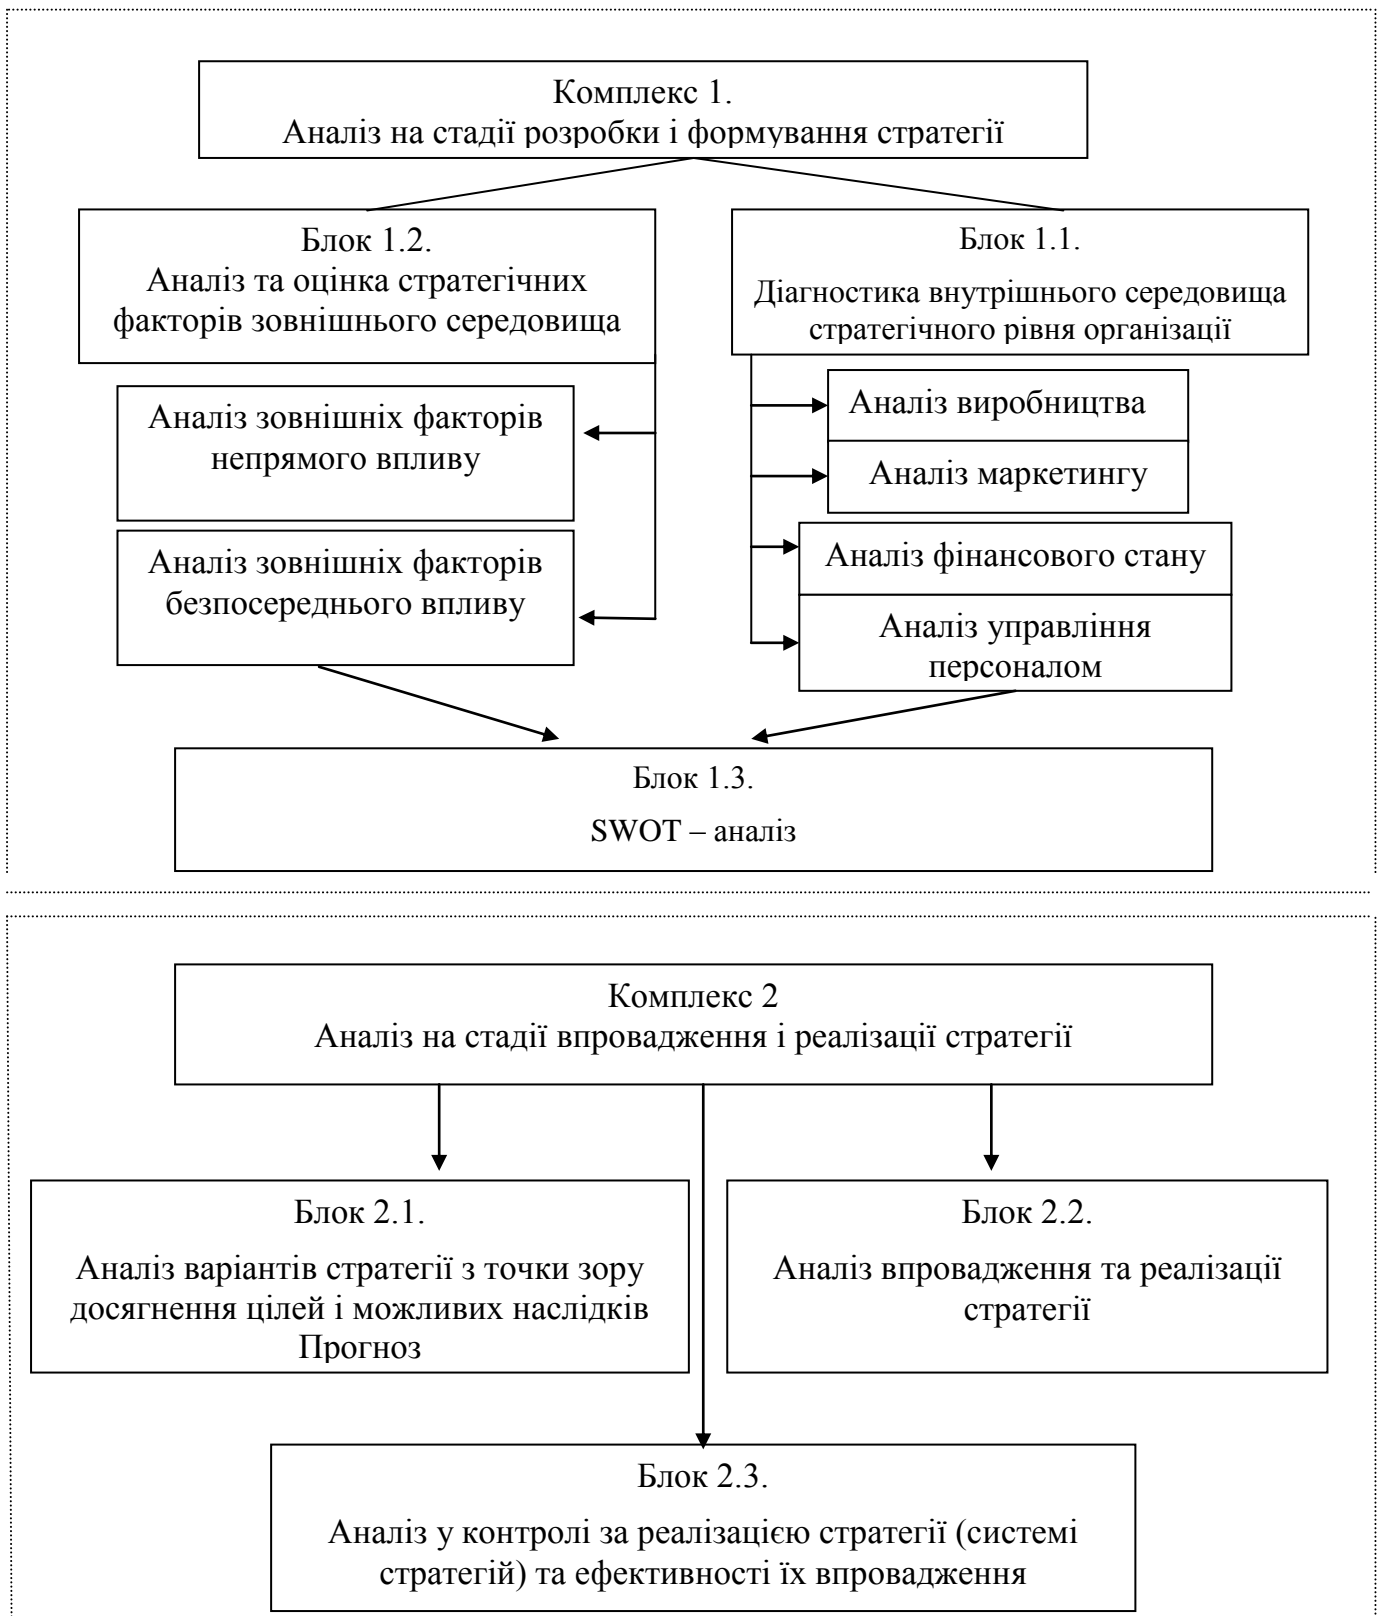 Комплекс 1.
Аналіз на стадії розробки і формування стратегії
Блок 1.2.
Аналіз та оцінка стратегічних
факторів зовнішнього середовища
Блок 1.1.
Діагностика внутрішнього середовища
стратегічного рівня організації
Аналіз зовнішніх факторів
непрямого впливу
Аналіз зовнішніх факторів
безпосереднього впливу
Аналіз виробництва
Аналіз маркетингу
Аналіз фінансового стану
Аналіз управління
персоналом
Блок 1.3.
SWOT – аналіз
Комплекс 2
Аналіз на стадії впровадження і реалізації стратегії
Блок 2.1.
Аналіз варіантів стратегії з точки зору
досягнення цілей і можливих наслідків
Прогноз
Блок 2.2.
Аналіз впровадження та реалізації
стратегії
Блок 2.3.
Аналіз у контролі за реалізацією стратегії (системі
стратегій) та ефективності їх впровадження